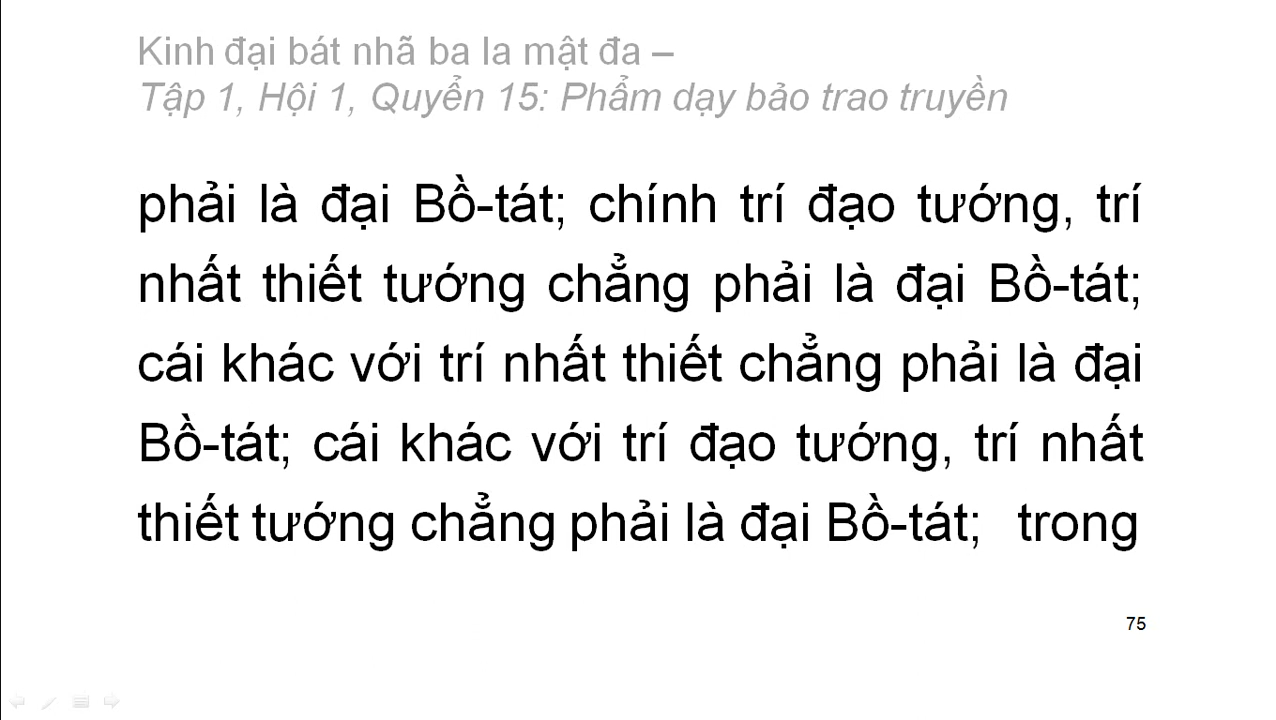 Kinh đại bát nhã ba la mật đa –
Tập 1, Hội 1, Quyển 15: Phẩm dạy bảo trao truyền
phải là đại Bồ-tát; chính trí đạo tướng, trí
nhất thiết tướng chẳng phải là đại Bồ-tát;
cái khác với trí nhất thiết chẳng phải là đại
Bồ-tát; cái khác với trí đạo tướng, trí nhất
thiết tướng chẳng phải là đại Bồ-tát; trong
75